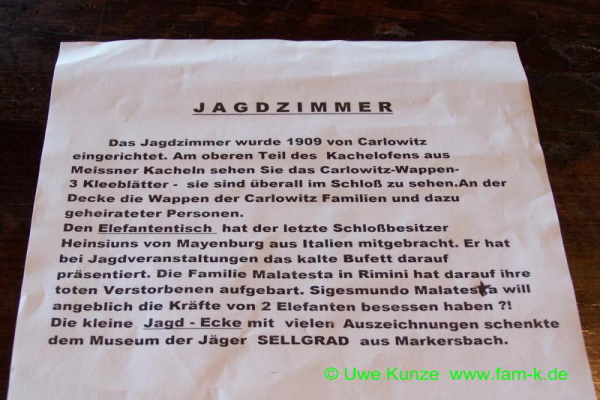 JAGDZIMMER
Das Jagdzimmer wurde 1909 von Carlowitz
eingerichtet. Am oberen Teil des Kachelofens aus
Meissner Kacheln sehen Sie das Carlowitz-Wappen-
3 Kleeblätter - sie sind überall im Schloß zu sehen.An der
Decke die Wappen der Carlowitz Familien und dazu
geheirateter Personen.
Den Elefantentisch hat der letzte Schloßbesitzer
Heinsiuns von Mayenburg aus Italien mitgebracht. Er hat
bei Jagdveranstaltungen das kalte Bufett darauf
präsentiert. Die Familie Malatesta in Rimini hat darauf ihre
toten Verstorbenen aufgebart. Sigesmundo Malatesta will
angeblich die Kräfte von 2 Elefanten besessen haben ?!
Die kleine Jagd - Ecke mit vielen Auszeichnungen schenkte
dem Museum der Jäger SELLGRAD aus Markersbach.
© Uwe Kunze www.fam-k.de